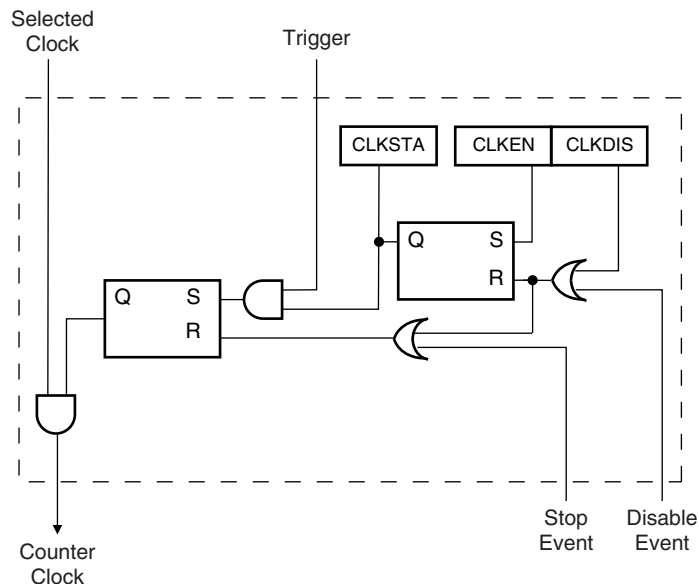 Selected
Clock
Trigger
CLKSTA
CLKEN
CLKDIS
Q
S
R
Q
S
R
Stop
Event
Disable
Event
Counter
Clock